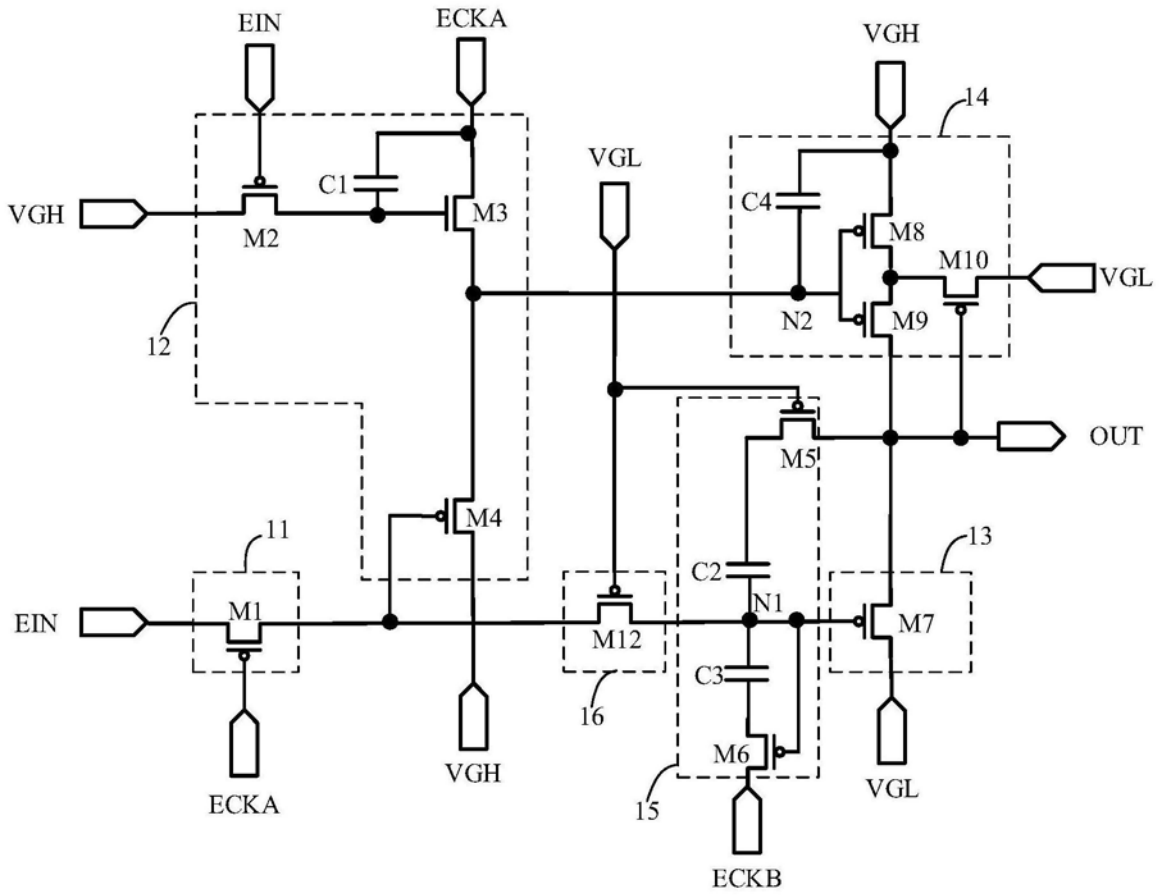 EIN
ECKA
VGH
14
VGL
C1
C4
VGH
M3
M8
M2
M10
VGL
N2
M9
12
M5
OUT
M4
11
13
C2
N1
EIN
M1
M12
M7
C3
16
M6
VGH
ECKA
15
VGL
ECKB